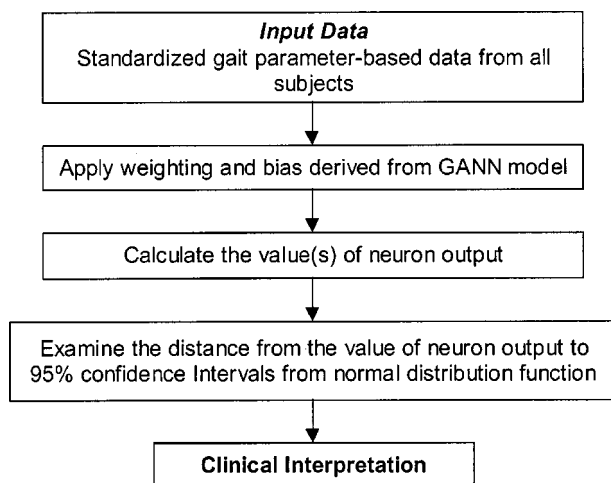 Input Data
Standardized gait parameter-based data from all
subjects
Apply weighting and bias derived from GANN model
Calculate the value(s) of neuron output
Examine the distance from the value of neuron output to
95% confidence Intervals from normal distribution function
Clinical Interpretation